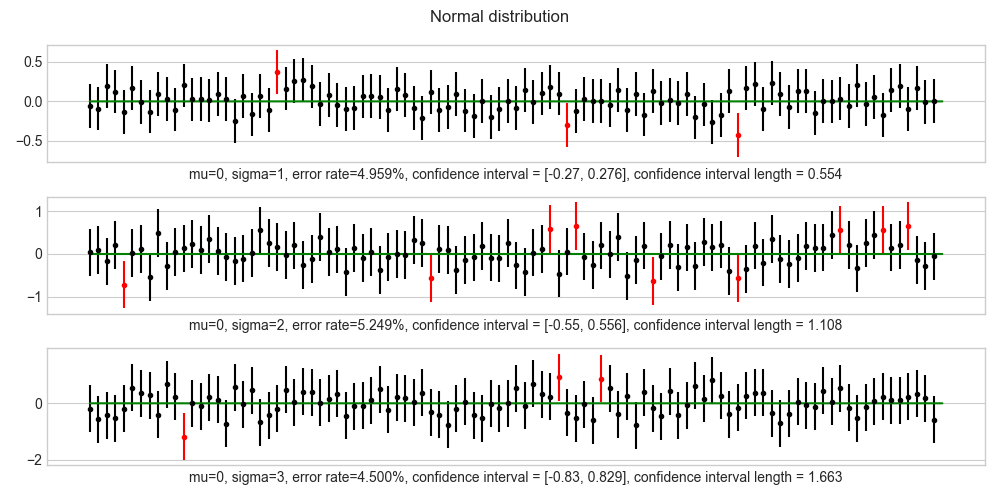 Normal distribution
0.5
0.0
−0.5
mu=0, sigma=1, error rate=4.959%, confidence interval = [-0.27, 0.276], confidence interval length = 0.554
1
0
−1
mu=0, sigma=2, error rate=5.249%, confidence interval = [-0.55, 0.556], confidence interval length = 1.108
0
−2
mu=0, sigma=3, error rate=4.500%, confidence interval = [-0.83, 0.829], confidence interval length = 1.663